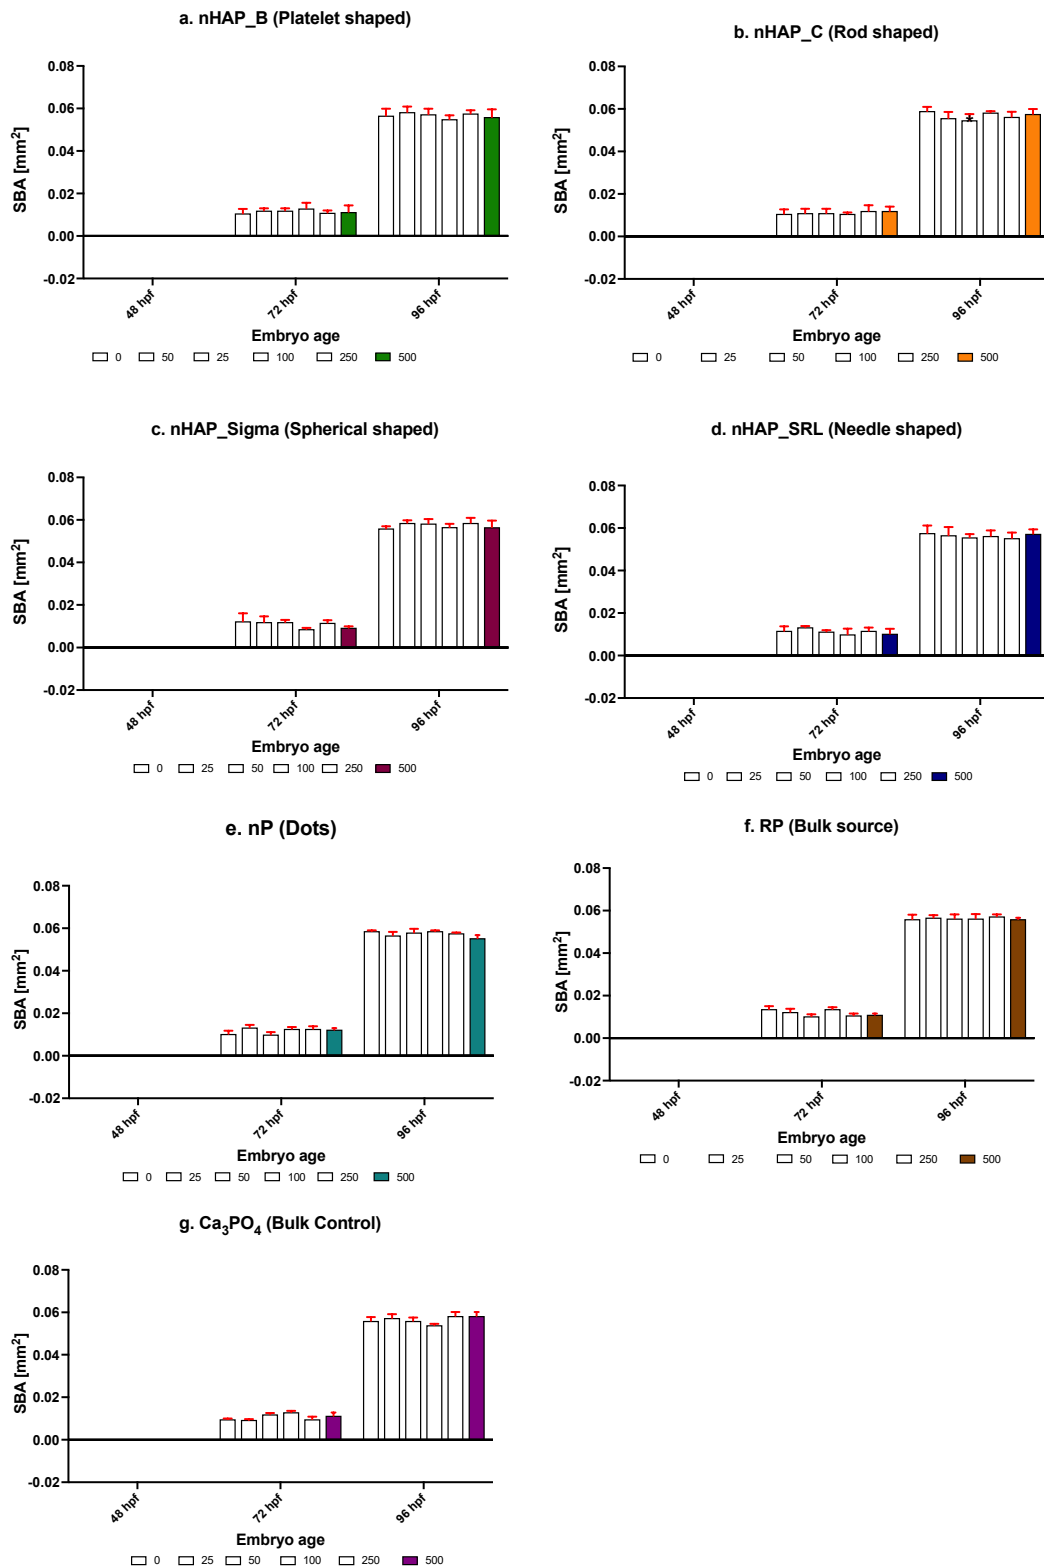 a. nHAP_B (Platelet shaped)
SBA [mm²]
0.08
0.06
0.04
0.02
0.00
-0.02
48 hpf
72 hpf
96 hpf
Embryo age
0 50 25 100 250 500
b. nHAP_C (Rod shaped)
SBA [mm²]
0.08
0.06
0.04
0.02
0.00
-0.02
*
48 hpf
72 hpf
96 hpf
Embryo age
0 25 50 100 250 500
c. nHAP_Sigma (Spherical shaped)
SBA [mm²]
0.08
0.06
0.04
0.02
0.00
-0.02
48 hpf
72 hpf
96 hpf
Embryo age
0 25 50 100 250 500
d. nHAP_SRL (Needle shaped)
SBA [mm²]
0.08
0.06
0.04
0.02
0.00
-0.02
48 hpf
72 hpf
96 hpf
Embryo age
0 25 50 100 250 500
e. nP (Dots)
SBA [mm²]
0.08
0.06
0.04
0.02
0.00
-0.02
48 hpf
72 hpf
96 hpf
Embryo age
0 25 50 100 250 500
f. RP (Bulk source)
SBA [mm²]
0.08
0.06
0.04
0.02
0.00
-0.02
48 hpf
72 hpf
96 hpf
Embryo age
0 25 50 100 250 500
g. Ca₃PO₄ (Bulk Control)
SBA [mm²]
0.08
0.06
0.04
0.02
0.00
-0.02
48 hpf
72 hpf
96 hpf
Embryo age
0 25 50 100 250 500